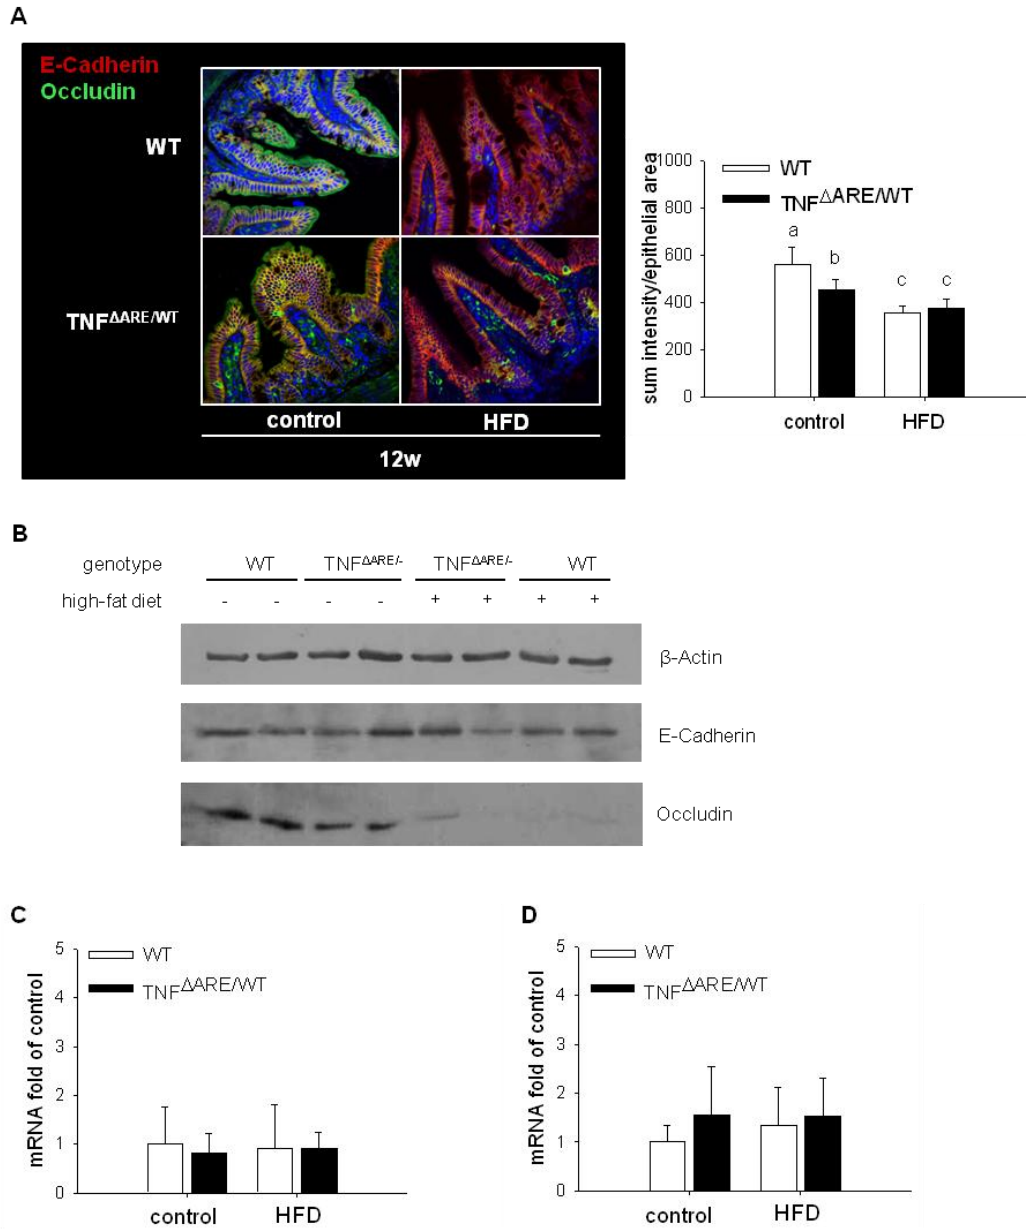 A
E-Cadherin
Occludin
WT
TNFΔARE/WT
control HFD
12w
sum intensity/epithelial area
1000
800
600
400
200
0
WT
TNFΔARE/WT
a
b
c c
control HFD
B
genotype WT TNFΔARE/- TNFΔARE/- WT
high-fat diet - - - - + + + +
β-Actin
E-Cadherin
Occludin
C
mRNA fold of control
5
4
3
2
1
0
WT
TNFΔARE/WT
control HFD
D
mRNA fold of control
5
4
3
2
1
0
WT
TNFΔARE/WT
control HFD